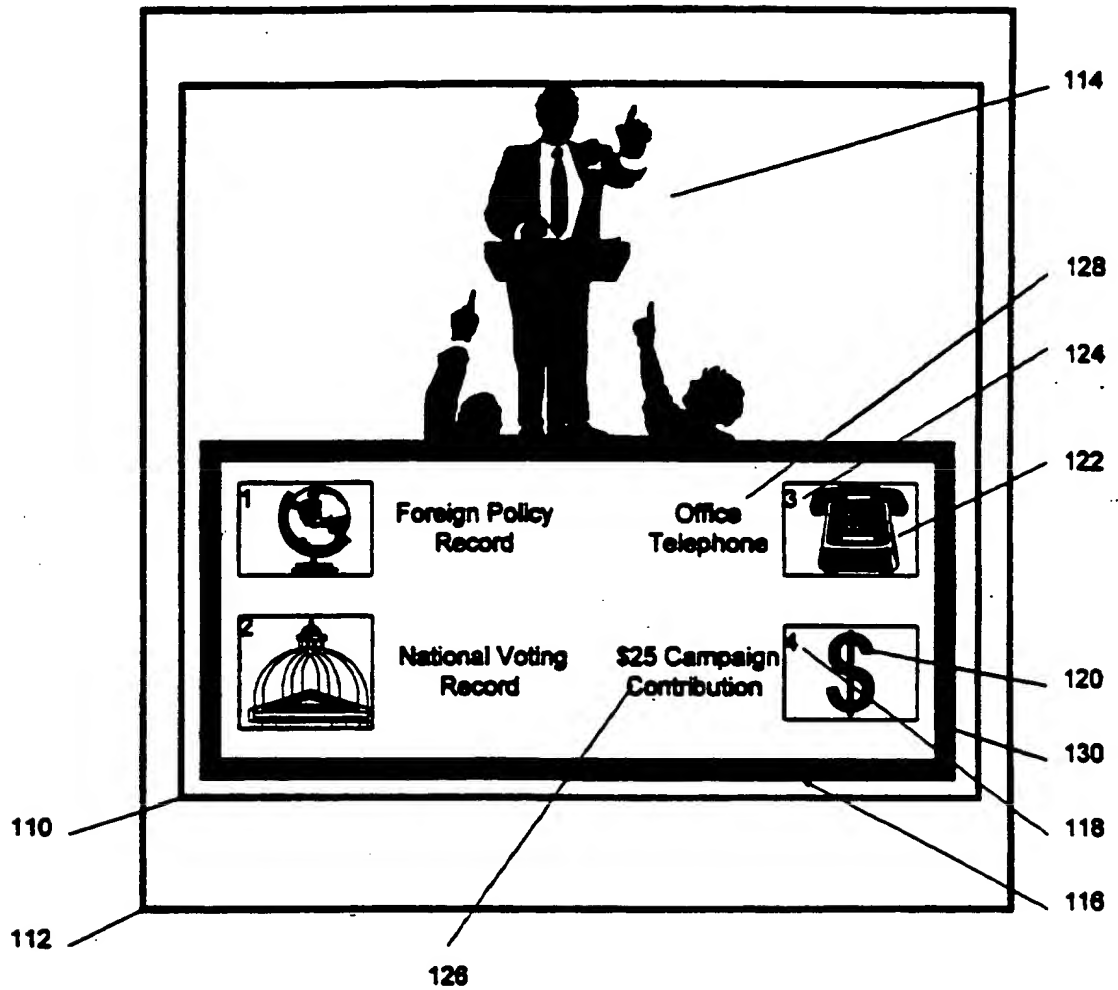 114
128
124
122
1
Foreign Policy
Record
Office
Telephone
3
2
National Voting
Record
$25 Campaign
Contribution
4
120
130
110
118
116
112
126